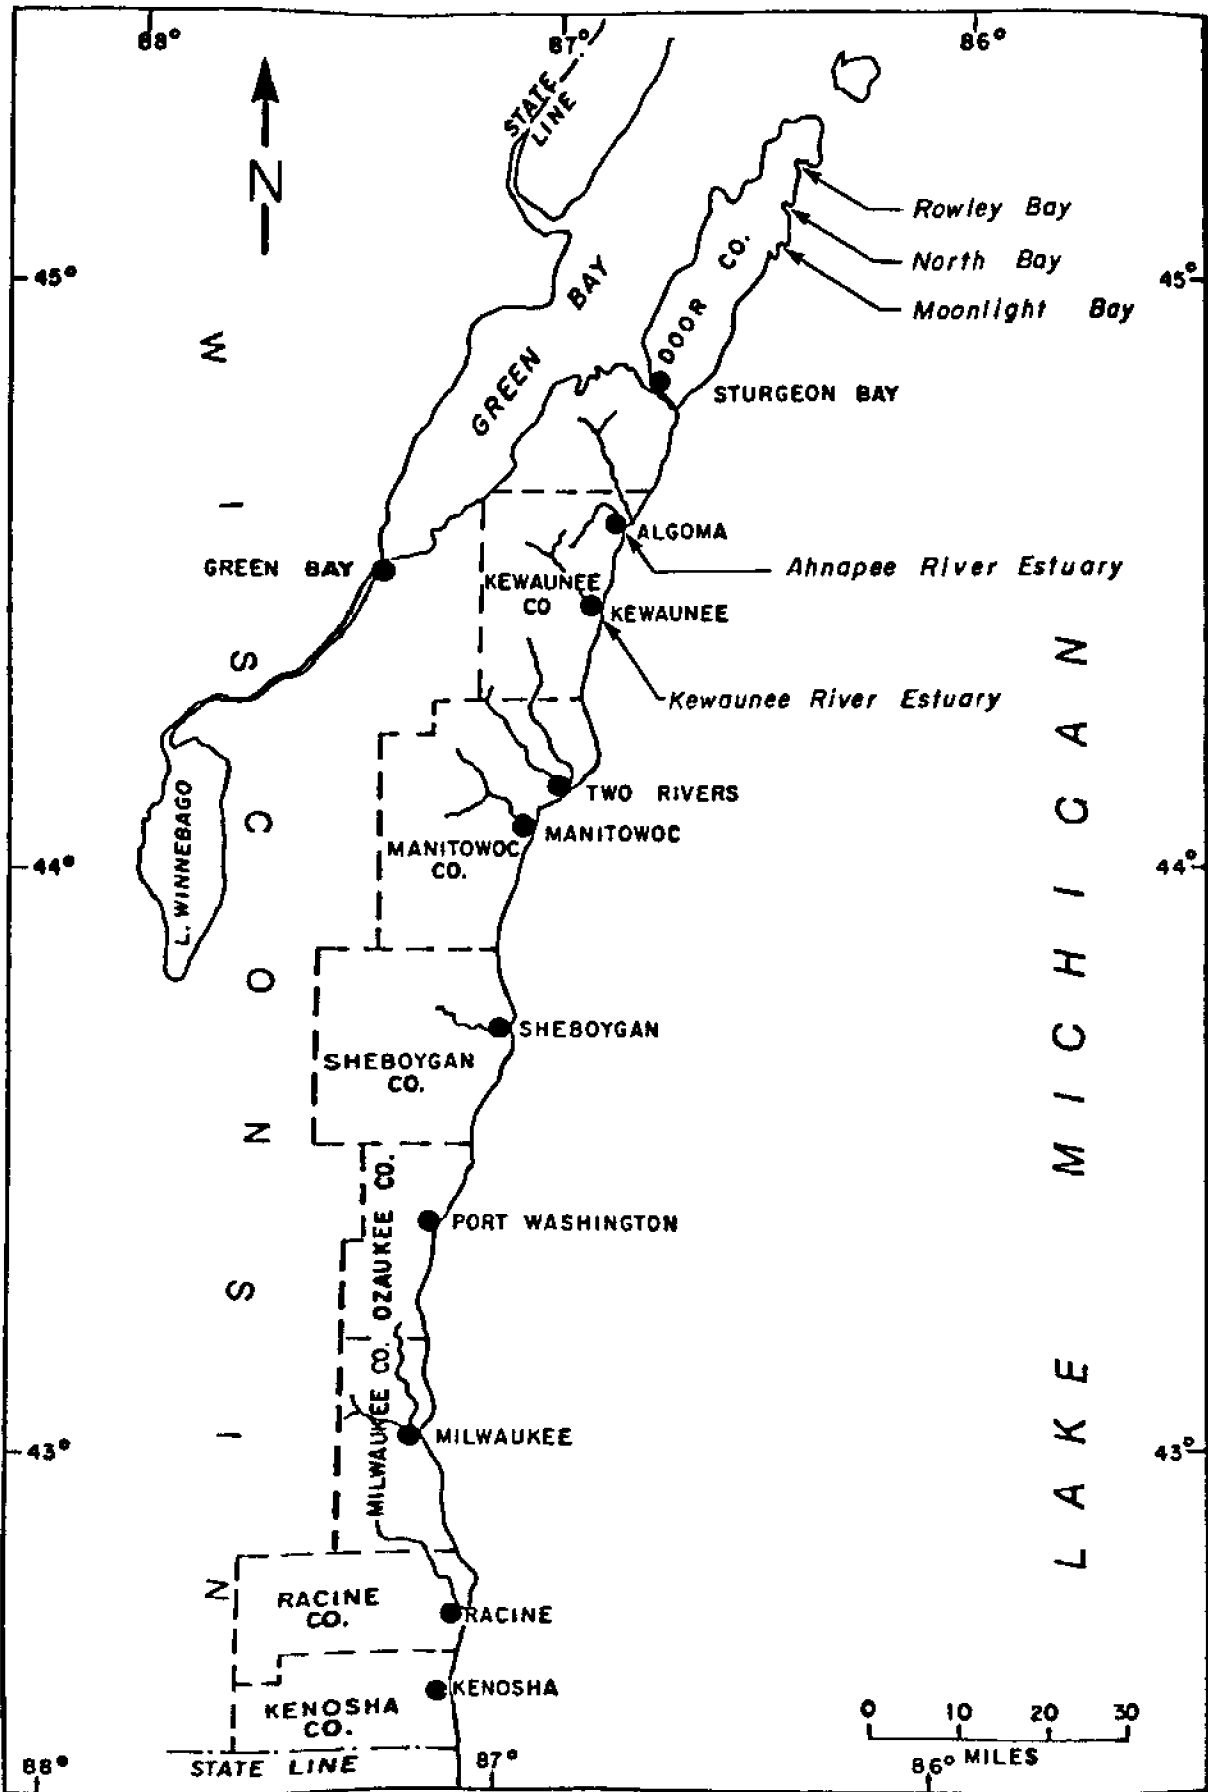 88°
87°
86°
N
STATE
LINE
Rowley Bay
North Bay
Moonlight Bay
45°
45°
DOOR CO.
GREEN BAY
STURGEON BAY
ALGOMA
Ahnapee River Estuary
GREEN BAY
KEWAUNEE
CO
KEWAUNEE
Kewaunee River Estuary
TWO RIVERS
MANITOWOC
MANITOWOC
CO.
L. WINNEBAGO
44°
44°
WISCONSIN
LAKE MICHICAN
SHEBOYGAN
SHEBOYGAN
CO.
OZAUKEE CO.
PORT WASHINGTON
MILWAUKEE CO.
MILWAUKEE
43°
43°
RACINE
CO.
RACINE
KENOSHA
KENOSHA
CO.
STATE LINE
0 10 20 30
MILES
88°
87°
86°